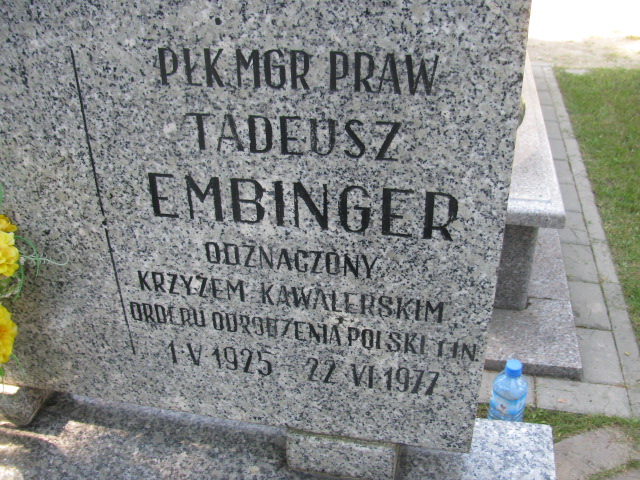 PŁK MGR PRAW
TADEUSZ
EMBINGER
ODZNACZONY
KRZYŻEM KAWALERSKIM
ORDERU ODRODZENIA POLSKI I IN
1 V 1925 22 VI 1977